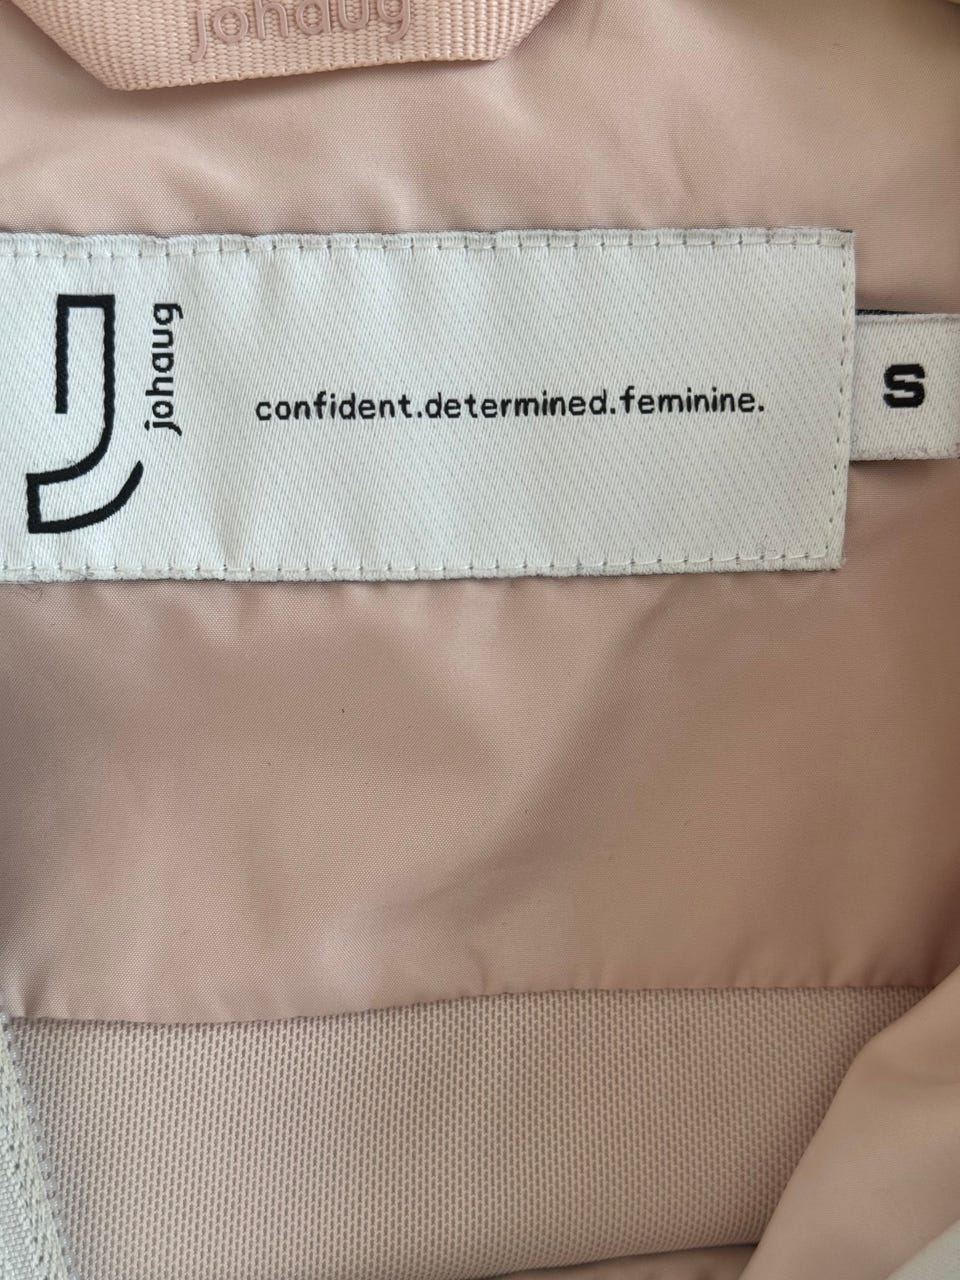 johaug
J
johaug
confident.determined.feminine.
S